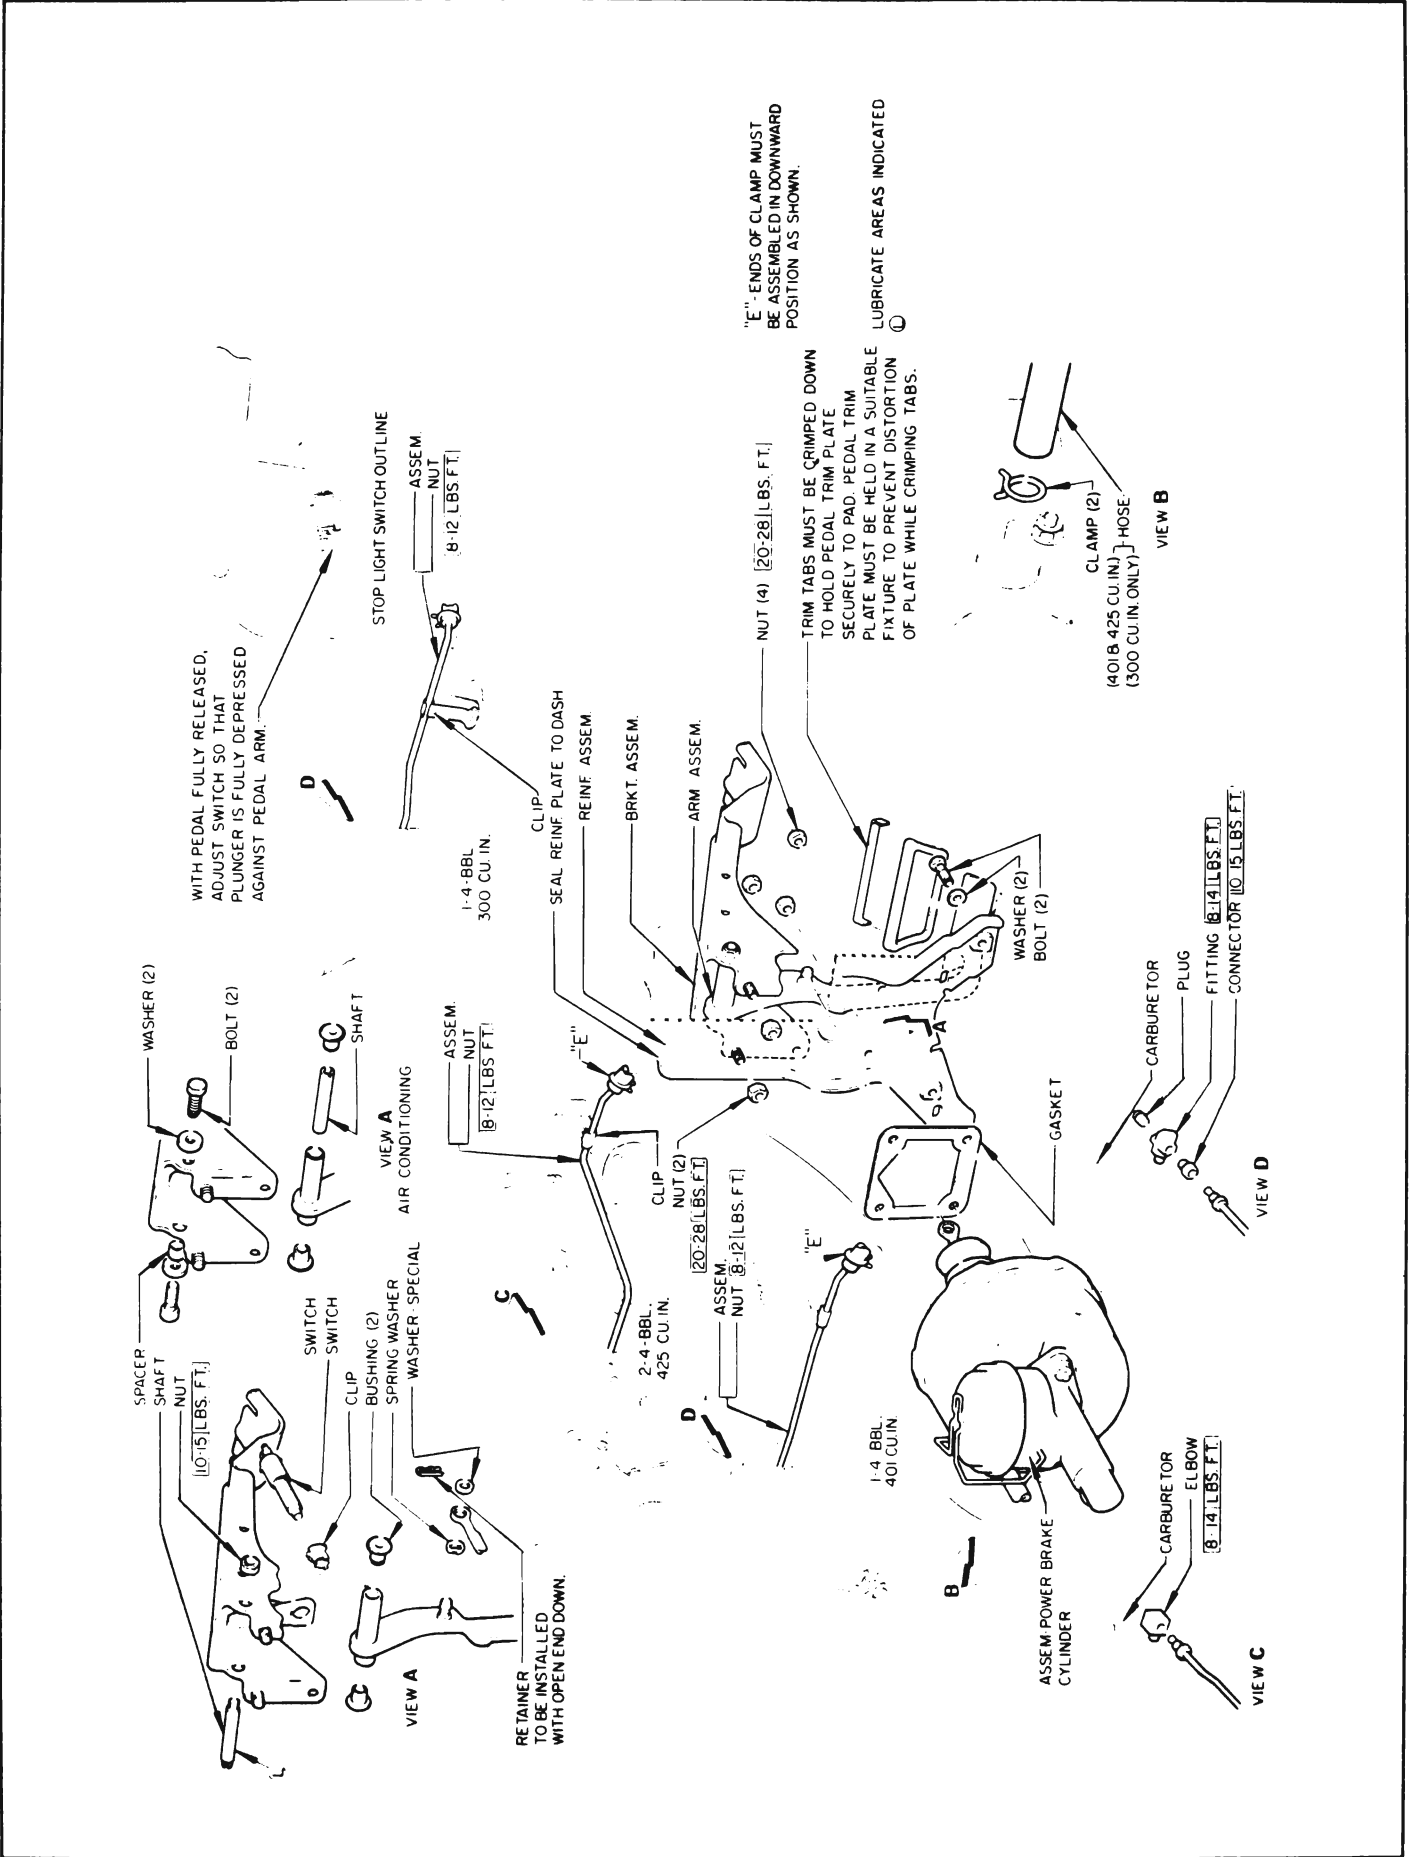 SPACER
SHAFT
NUT
10-15 LBS. FT.
WASHER (2)
BOLT (2)
SHAFT
VIEW A
AIR CONDITIONING
SWITCH
SWITCH
CLIP
BUSHING (2)
SPRING WASHER
WASHER-SPECIAL
L
VIEW A
RETAINER
TO BE INSTALLED
WITH OPEN END DOWN.
WITH PEDAL FULLY RELEASED,
ADJUST SWITCH SO THAT
PLUNGER IS FULLY DEPRESSED
AGAINST PEDAL ARM.
D
STOP LIGHT SWITCH OUTLINE
ASSEM.
NUT
8-12 LBS. FT.
1-4-BBL
300 CU. IN.
CLIP
SEAL REINF. PLATE TO DASH
REINF. ASSEM.
BRKT. ASSEM.
ARM ASSEM.
ASSEM.
NUT
8-12 LBS FT.
"E"
C
CLIP
NUT (2)
20-28 LBS. FT.
2-4-BBL.
425 CU. IN.
ASSEM.
NUT 8-12 LBS. FT.
"E"
D
1-4 BBL.
401 CU. IN.
NUT (4) 20-28 LBS. FT.
TRIM TABS MUST BE CRIMPED DOWN
TO HOLD PEDAL TRIM PLATE
SECURELY TO PAD. PEDAL TRIM
PLATE MUST BE HELD IN A SUITABLE
FIXTURE TO PREVENT DISTORTION
OF PLATE WHILE CRIMPING TABS.
"E"-ENDS OF CLAMP MUST
BE ASSEMBLED IN DOWNWARD
POSITION AS SHOWN.
LUBRICATE AREAS INDICATED
L
WASHER (2)
BOLT (2)
A
GASKET
B
ASSEM-POWER BRAKE
CYLINDER
CARBURETOR
ELBOW
8-14 LBS. FT.
VIEW C
CARBURETOR
PLUG
FITTING 8-14 LBS. FT.
CONNECTOR 10-15 LBS. FT.
VIEW D
CLAMP (2)
(401 & 425 CU. IN.)
(300 CU. IN. ONLY) } HOSE
VIEW B